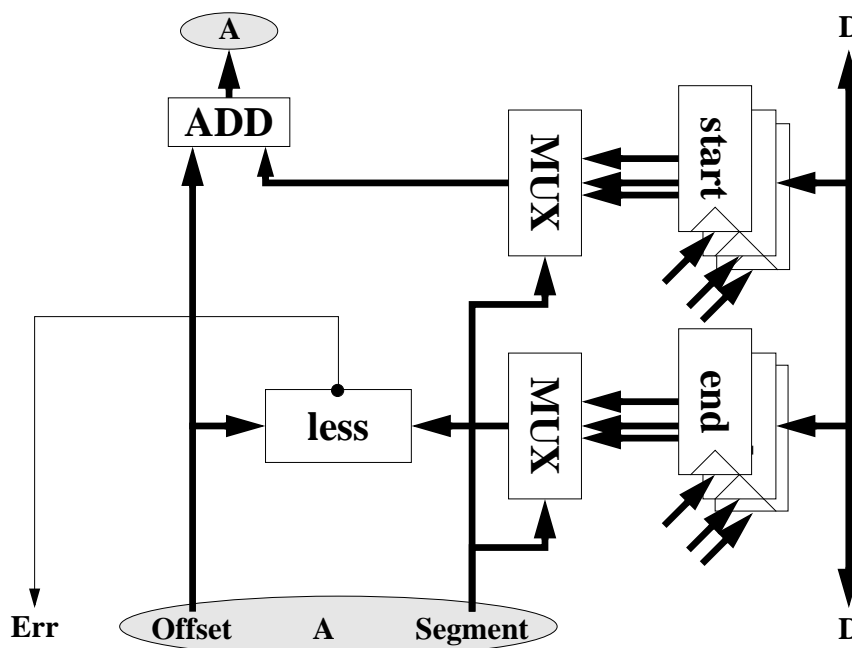 A
D
ADD
MUX
start
MUX
end
less
Err
Offset
A
Segment
D